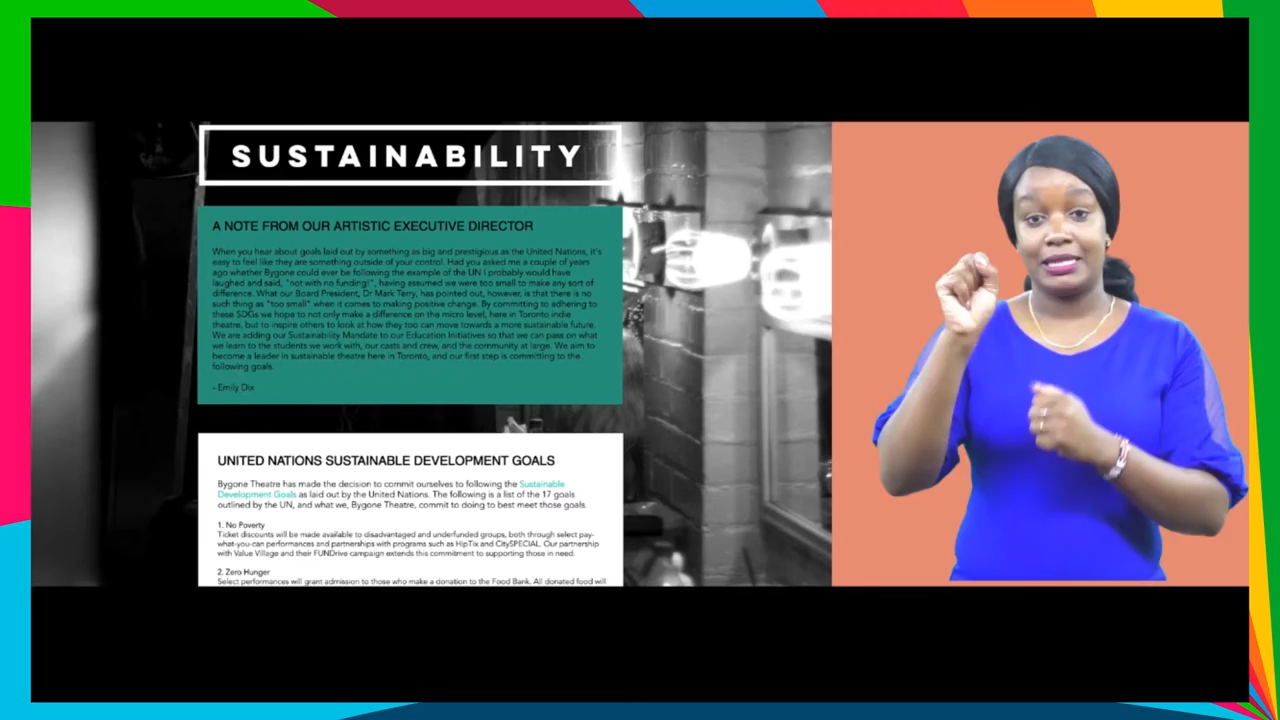 SUSTAINABILITY
A NOTE FROM OUR ARTISTIC EXECUTIVE DIRECTOR
When you hear about goals laid out by something as big and prestigious as the United Nations, it's
easy to feel like they are something outside of your control. Had you asked me a couple of years
ago whether Bygone could ever be following the example of the UN I probably would have
laughed and said, "not with no funding!", having assumed we were too small to make any sort of
difference. What our Board President, Dr Mark Terry, has pointed out, however, is that there is no
such thing as "too small" when it comes to making positive change. By committing to adhering to
these SDGs we hope to not only make a difference on the micro level, here in Toronto indie
theatre, but to inspire others to look at how they too can move towards a more sustainable future.
We are adding our Sustainability Mandate to our Education Initiatives so that we can pass on what
we learn to the students we work with, our casts and crew, and the community at large. We aim to
become a leader in sustainable theatre here in Toronto, and our first step is committing to the
following goals.
- Emily Dix
UNITED NATIONS SUSTAINABLE DEVELOPMENT GOALS
Bygone Theatre has made the decision to commit ourselves to following the Sustainable
Development Goals as laid out by the United Nations. The following is a list of the 17 goals
outlined by the UN, and what we, Bygone Theatre, commit to doing to best meet those goals.
1. No Poverty
Ticket discounts will be made available to disadvantaged and underfunded groups, both through select pay-
what-you-can performances and partnerships with programs such as HipTix and CitySPECIAL. Our partnership
with Value Village and their FUNDrive campaign extends this commitment to supporting those in need.
2. Zero Hunger
Select performances will grant admission to those who make a donation to the Food Bank. All donated food will